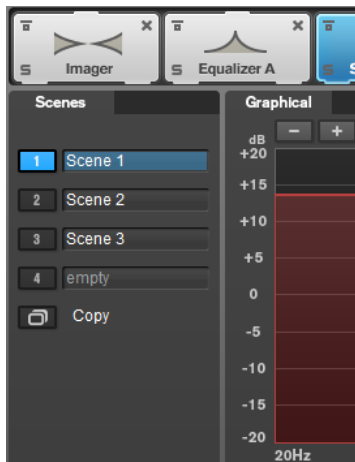 S Imager
S Equalizer A
S
Scenes
1 Scene 1
2 Scene 2
3 Scene 3
4 empty
Copy
Graphical
dB
+20
+15
+10
+5
0
-5
-10
-15
-20
20Hz